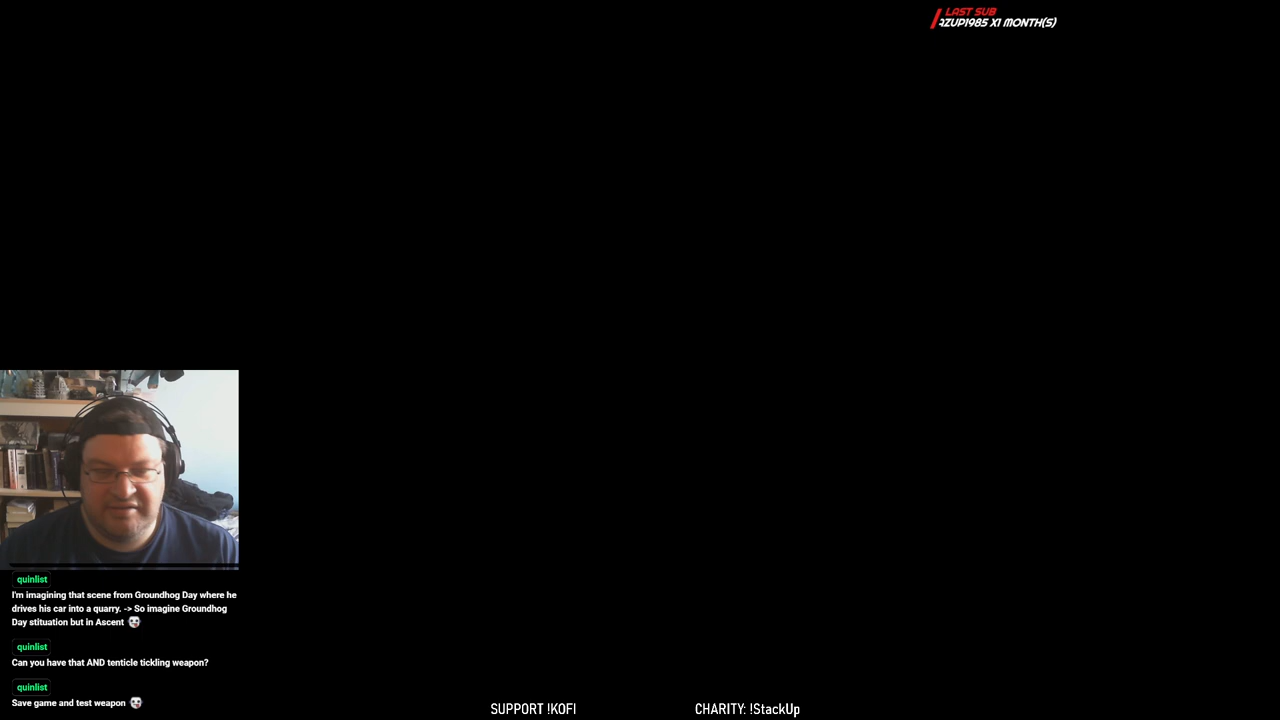 LAST SUB
RZUP1985 X1 MONTH(S)
quinlist
I'm imagining that scene from Groundhog Day where he
drives his car into a quarry. -> So imagine Groundhog
Day stituation but in Ascent
quinlist
Can you have that AND tenticle tickling weapon?
quinlist
Save game and test weapon
SUPPORT !KOFI
CHARITY: !StackUp